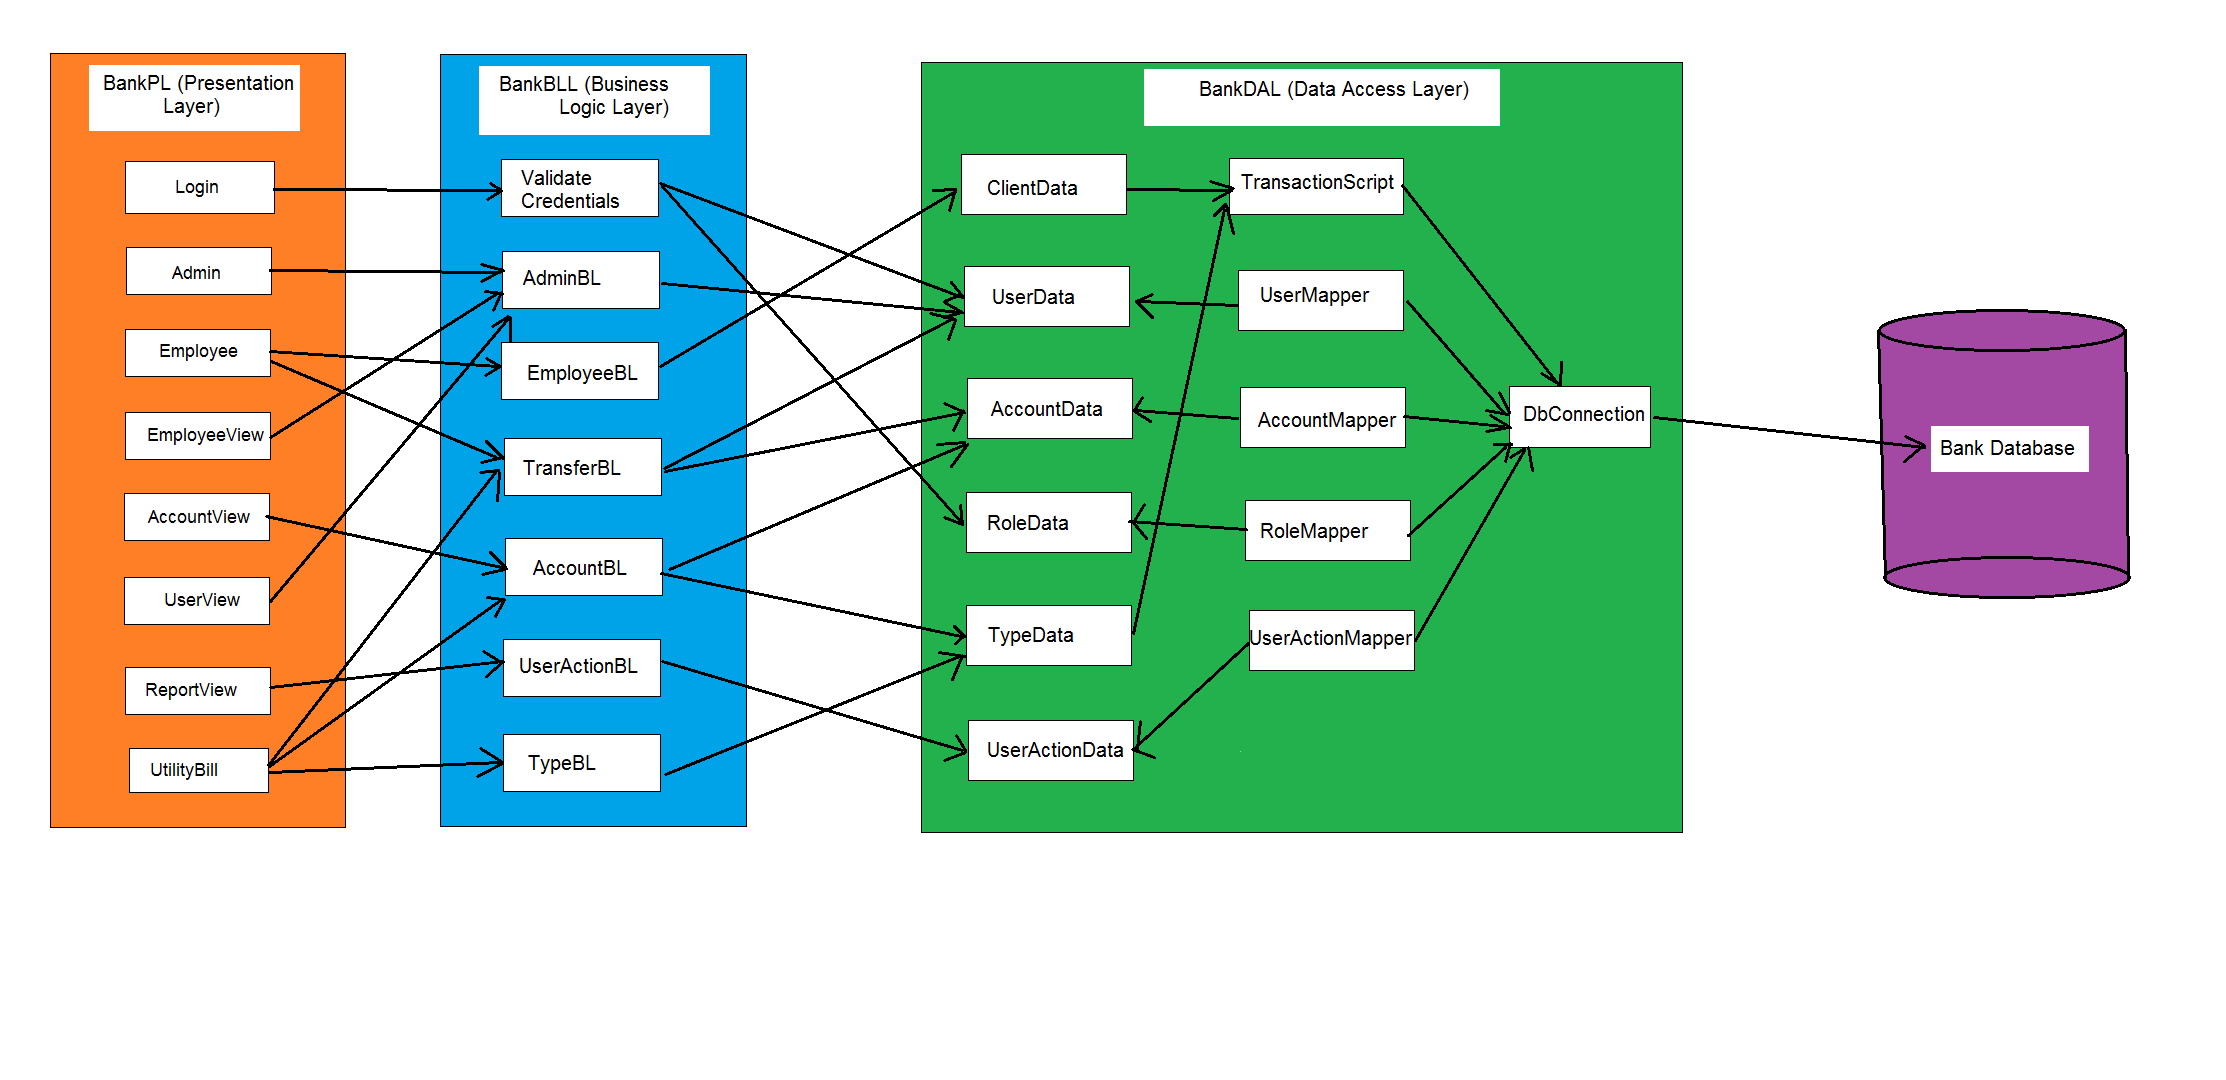 BankPL (Presentation
Layer)
Login
Admin
Employee
EmployeeView
AccountView
UserView
ReportView
UtilityBill
BankBLL (Business
Logic Layer)
Validate
Credentials
AdminBL
EmployeeBL
TransferBL
AccountBL
UserActionBL
TypeBL
BankDAL (Data Access Layer)
ClientData
UserData
AccountData
RoleData
TypeData
UserActionData
TransactionScript
UserMapper
AccountMapper
RoleMapper
UserActionMapper
DbConnection
Bank Database